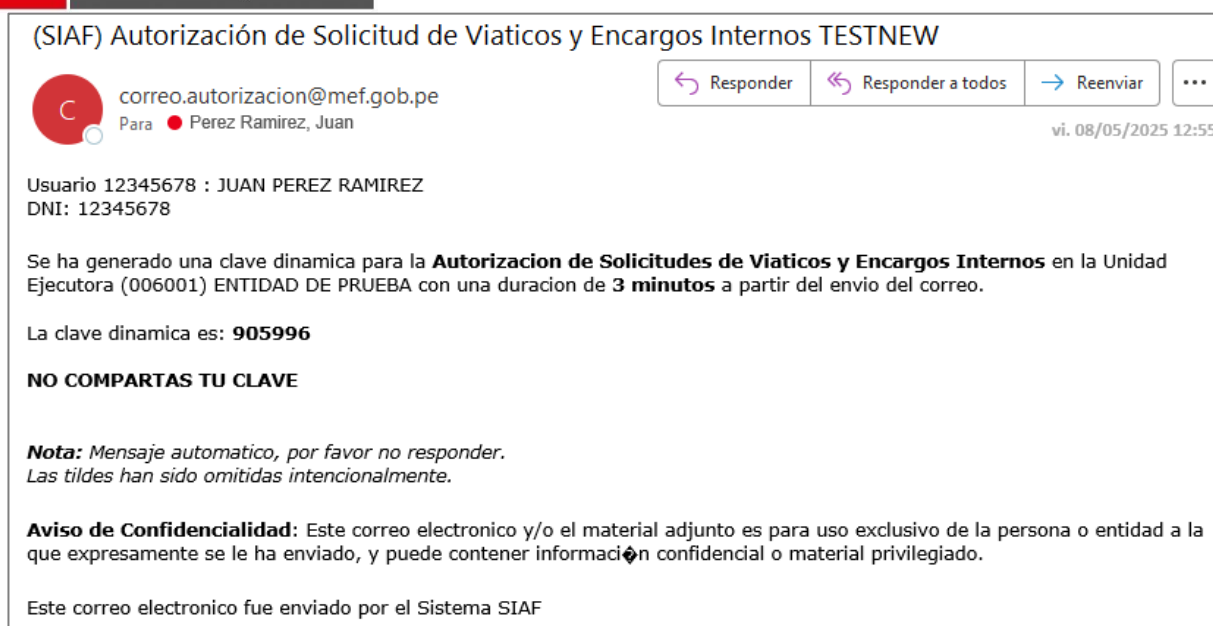 (SIAF) Autorización de Solicitud de Viaticos y Encargos Internos TESTNEW
C
correo.autorizacion@mef.gob.pe
Para Perez Ramirez, Juan
Responder
Responder a todos
Reenviar
vi. 08/05/2025 12:55
Usuario 12345678 : JUAN PEREZ RAMIREZ
DNI: 12345678
Se ha generado una clave dinamica para la Autorizacion de Solicitudes de Viaticos y Encargos Internos en la Unidad
Ejecutora (006001) ENTIDAD DE PRUEBA con una duracion de 3 minutos a partir del envio del correo.
La clave dinamica es: 905996
NO COMPARTAS TU CLAVE
Nota: Mensaje automatico, por favor no responder.
Las tildes han sido omitidas intencionalmente.
Aviso de Confidencialidad: Este correo electronico y/o el material adjunto es para uso exclusivo de la persona o entidad a la
que expresamente se le ha enviado, y puede contener informaci�n confidencial o material privilegiado.
Este correo electronico fue enviado por el Sistema SIAF